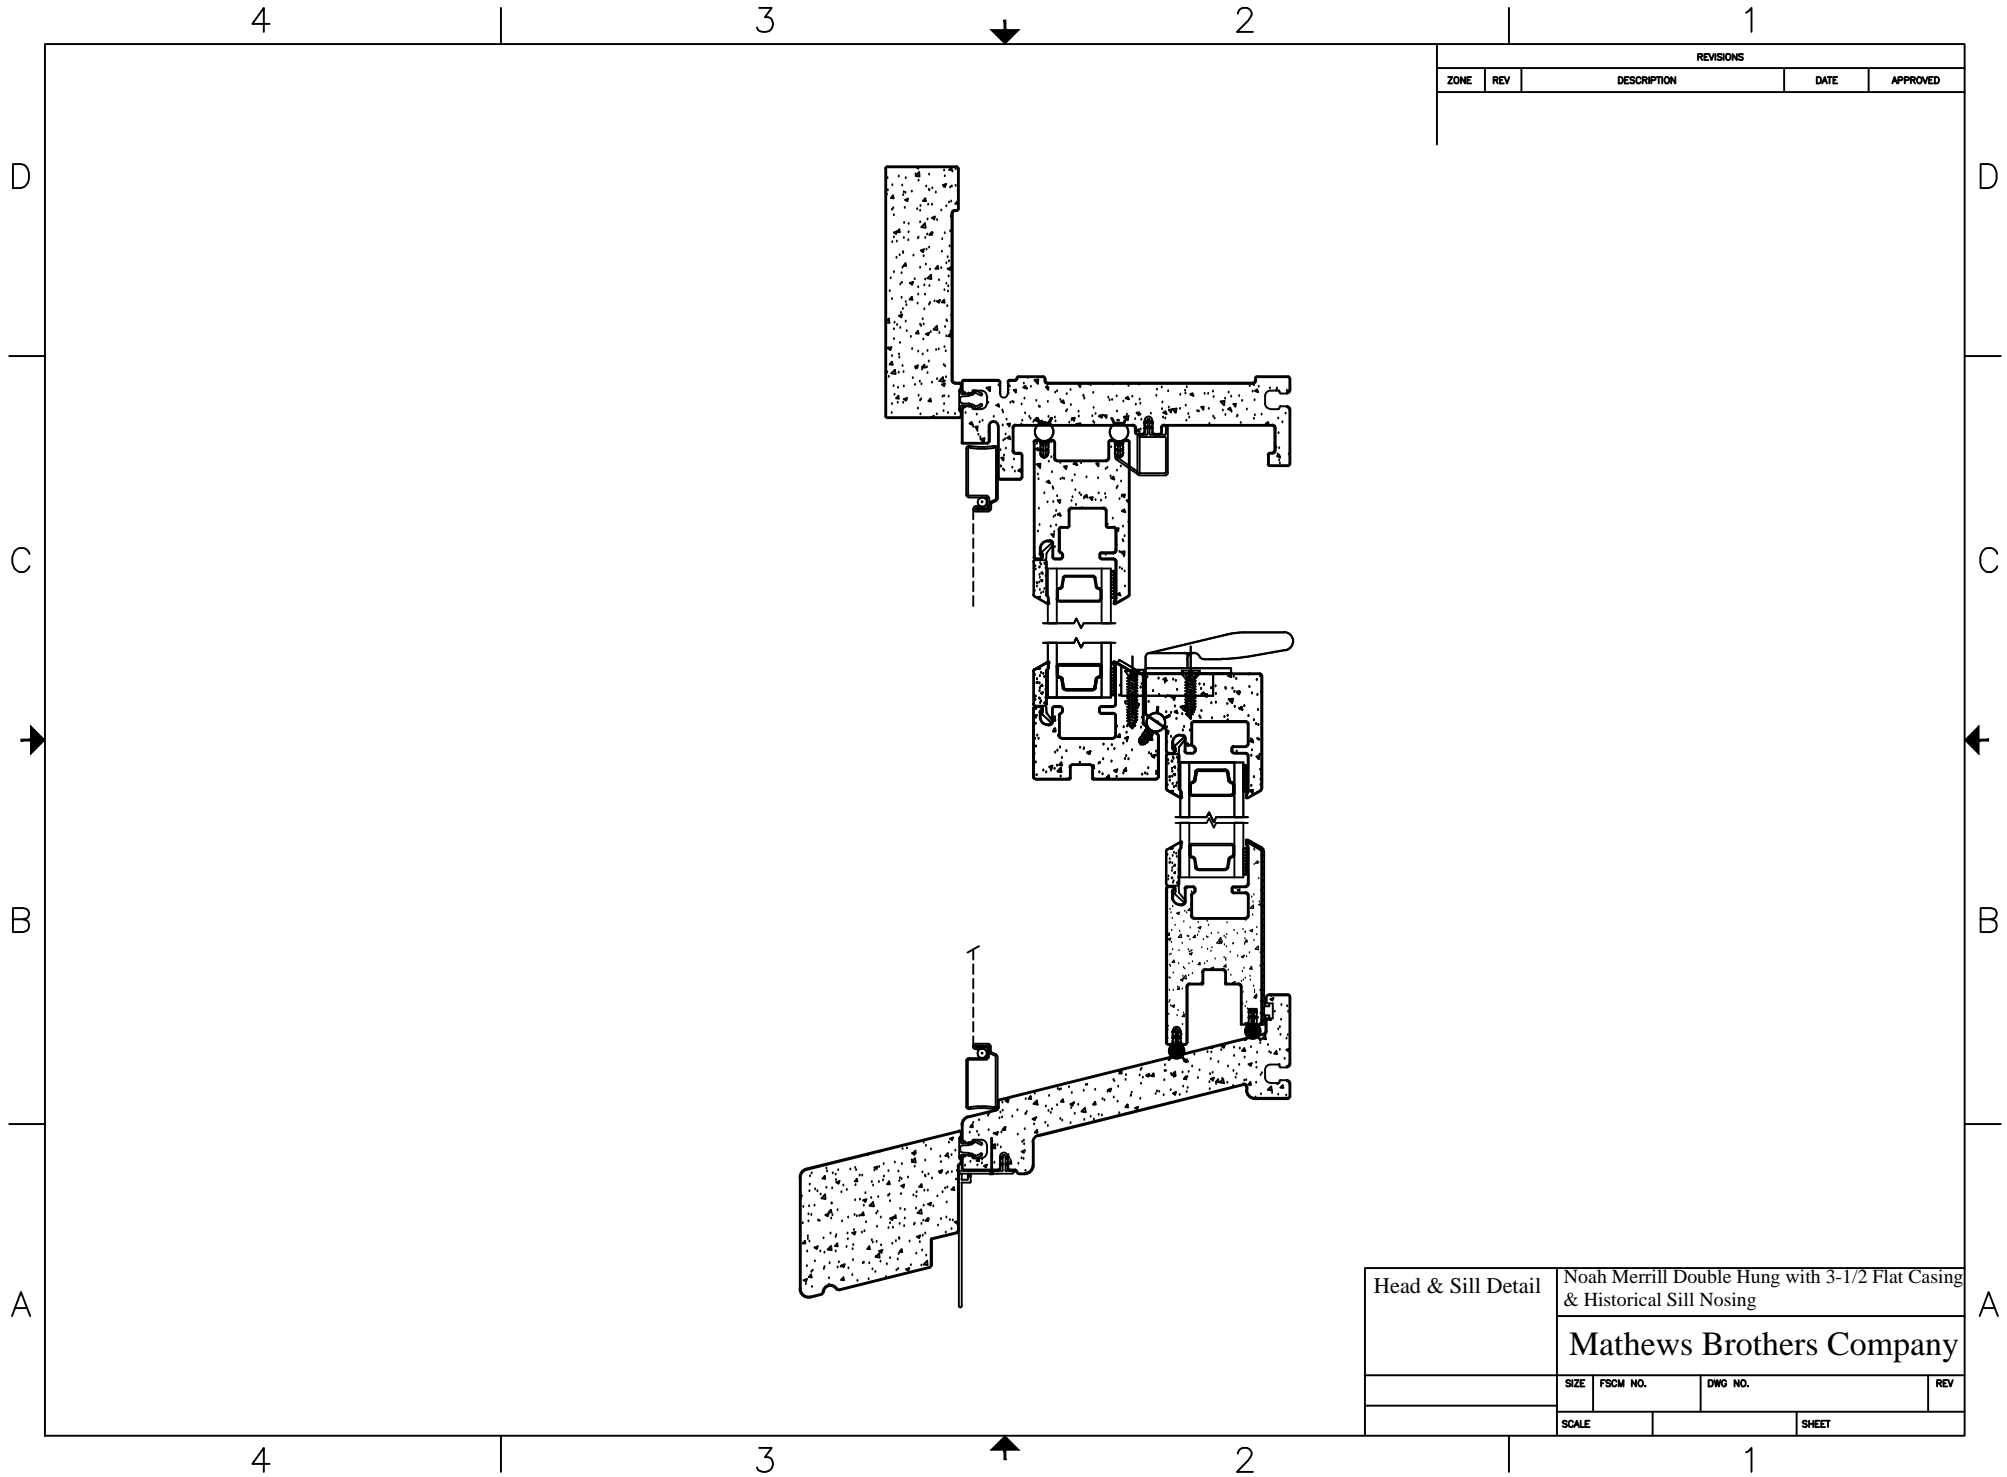 4 3 2 1
REVISIONS
ZONE REV DESCRIPTION DATE APPROVED
D D
C C
B B
A A
Head & Sill Detail
Noah Merrill Double Hung with 3-1/2 Flat Casing
& Historical Sill Nosing
Mathews Brothers Company
SIZE FSCM NO. DWG NO. REV
SCALE SHEET
4 3 2 1